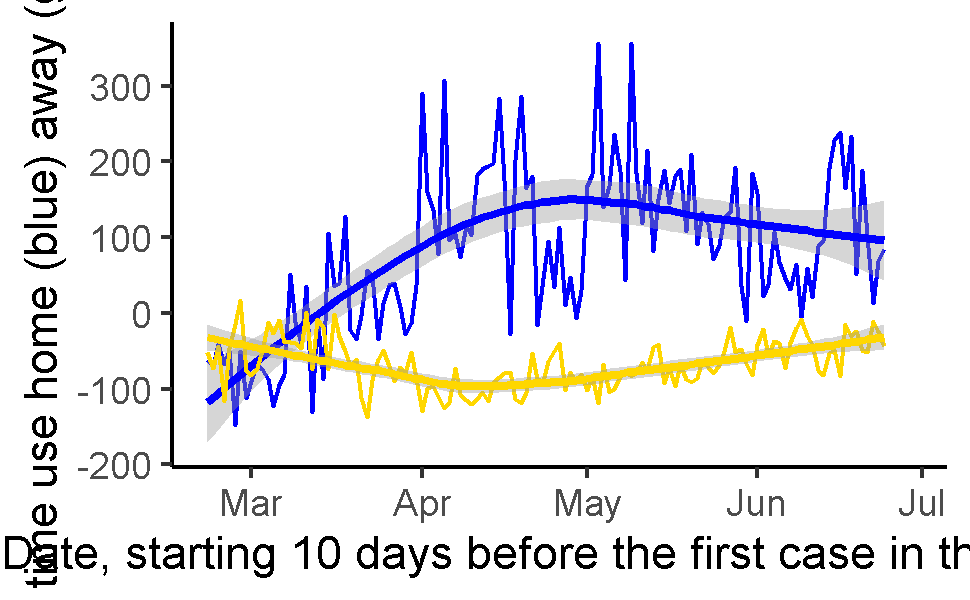 time use home (blue) away (
300
200
100
0
-100
-200
Mar Apr May Jun Jul
Date, starting 10 days before the first case in th